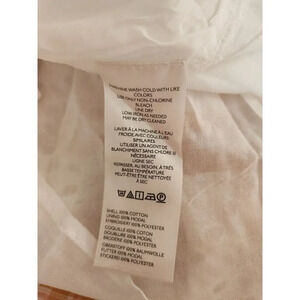 MACHINE WASH COLD WITH LIKE
COLORS
USE ONLY NON-CHLORINE
BLEACH
LINE DRY
LOW IRON AS NEEDED
MAY BE DRY CLEANED
LAVER À LA MACHINE À L'EAU
FROIDE AVEC COULEURS
SIMILAIRES
UTILISER UN AGENT DE
BLANCHIMENT SANS CHLORE SI
NÉCESSAIRE
LIGNE SEC
REPASSER, AU BESOIN, À TRÈS
BASSE TEMPÉRATURE
PEUT-ÊTRE ÊTRE NETTOYÉE
À SEC
SHELL 100% COTTON
LINING 100% MODAL
EMBROIDERY 100% POLYESTER
COQUILLE 100% COTON
DOUBLURE 100% MODAL
BRODERIE 100% POLYESTER
OBERSTOFF 100% BAUMWOLLE
FUTTER 100% MODAL
STICKEREI 100% POLYESTER